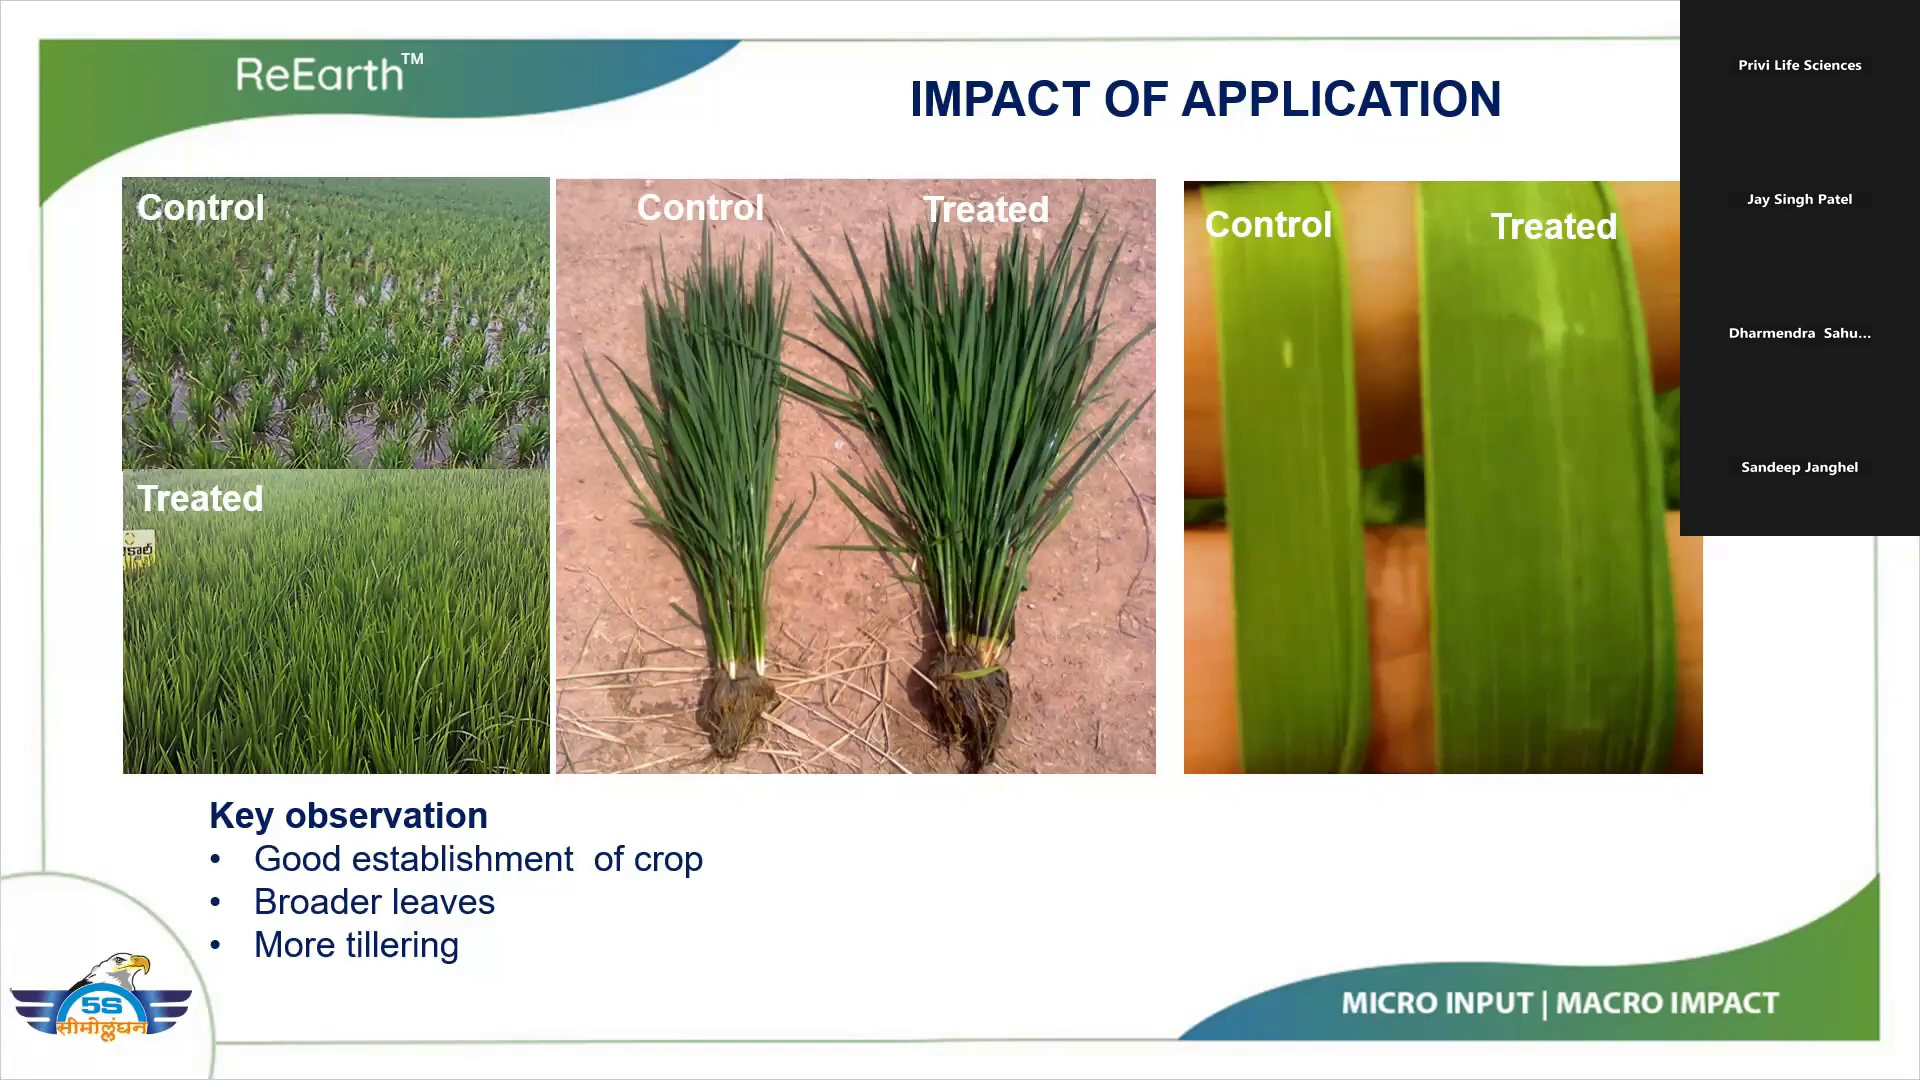 ReEarth™
IMPACT OF APPLICATION
Control
Treated
Control
Treated
Control
Treated
Key observation
• Good establishment of crop
• Broader leaves
• More tillering
5S
सीमोल्लंघन
MICRO INPUT | MACRO IMPACT
Privi Life Sciences
Jay Singh Patel
Dharmendra Sahu...
Sandeep Janghel